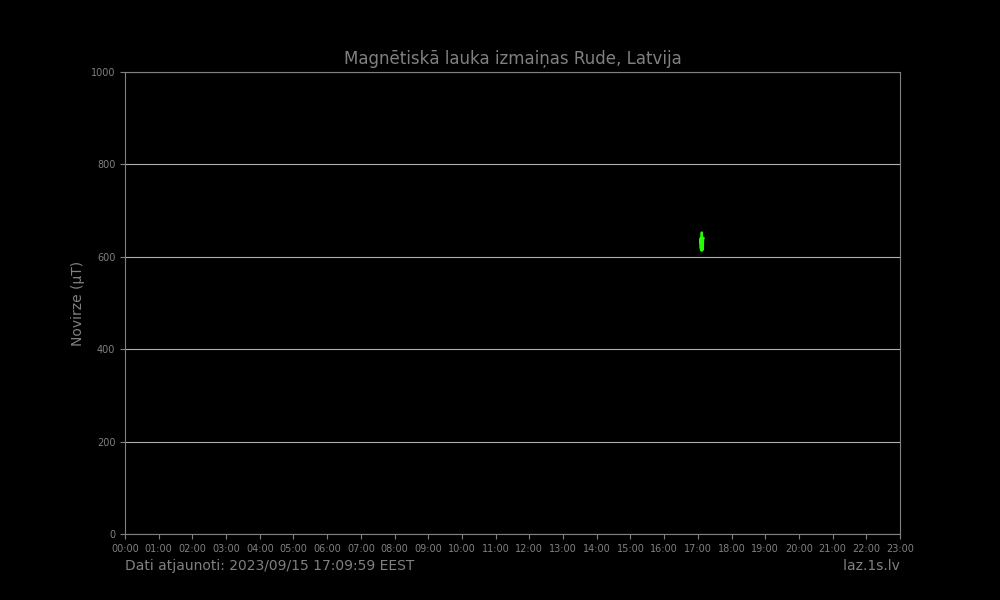 Magnētiskā lauka izmaiņas Rude, Latvija
1000
800
600
400
200
0
Novirze (µT)
00:00 01:00 02:00 03:00 04:00 05:00 06:00 07:00 08:00 09:00 10:00 11:00 12:00 13:00 14:00 15:00 16:00 17:00 18:00 19:00 20:00 21:00 22:00 23:00
Dati atjaunoti: 2023/09/15 17:09:59 EEST
laz.1s.lv